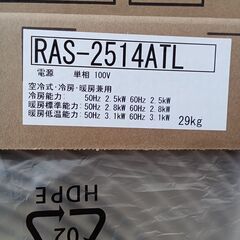 RAS-2514ATL
電源 単相 100V
空冷式・冷房・暖房兼用
冷房能力 : 50Hz 2.5kW 60Hz 2.5kW
暖房標準能力 : 50Hz 2.8kW 60Hz 2.8kW
暖房低温能力 : 50Hz 3.1kW 60Hz 3.1kW
29kg
HDPE
02